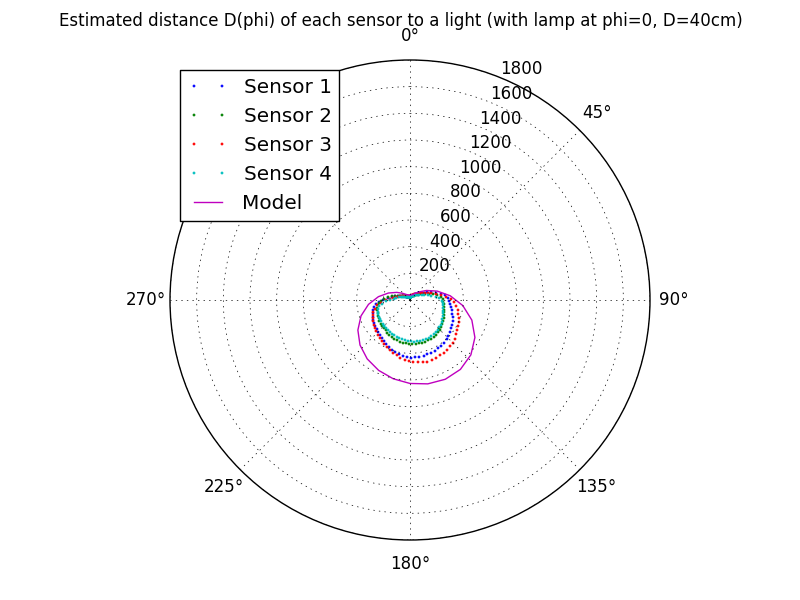 Estimated distance D(phi) of each sensor to a light (with lamp at phi=0, D=40cm)
0°
Sensor 1
Sensor 2
Sensor 3
Sensor 4
Model
1800
1600
1400
1200
1000
800
600
400
200
45°
90°
135°
180°
225°
270°